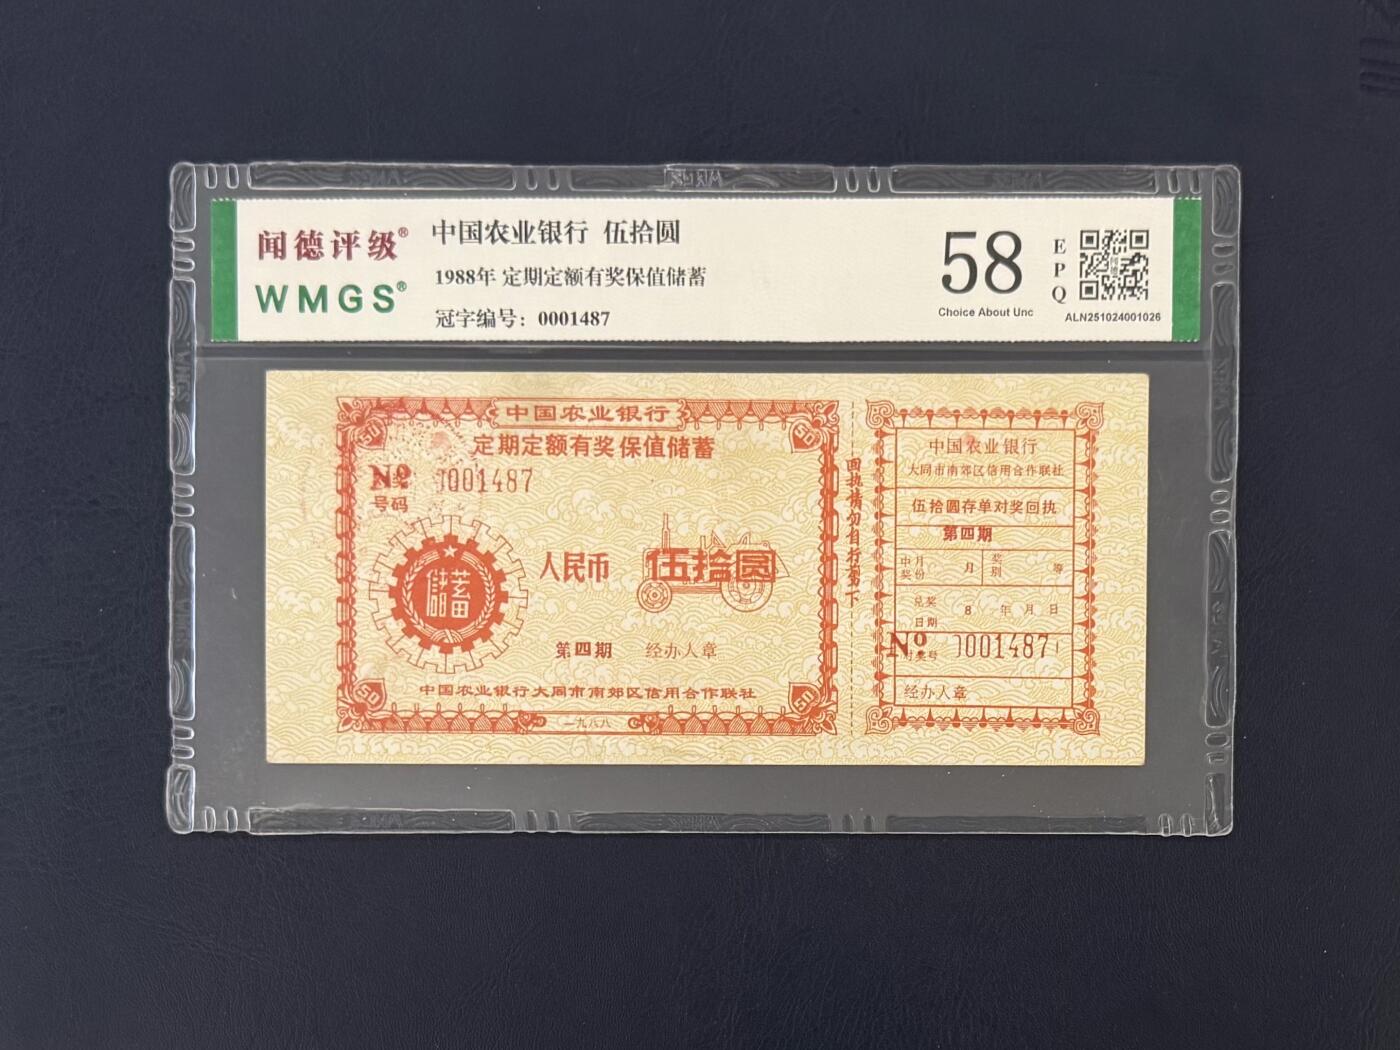 闻德评级®
WMGS®
中国农业银行 伍拾圆
1988年 定期定额有奖保值储蓄
冠字编号：0001487
58
Choice About Unc
EPQ
ALN251024001026
中国农业银行
定期定额有奖保值储蓄
50
50
№ 0001487
号码
储蓄
人民币 伍拾圆
第四期 经办人章
中国农业银行大同市南郊区信用合作联社
50
50
一九八八
回执请勿自行撕下
中国农业银行
大同市南郊区信用合作联社
伍拾圆存单对奖回执
第四期
中奖 月份 月 奖别 等
兑奖日期 8 年 月 日
№ 0001487
对奖号
经办人章